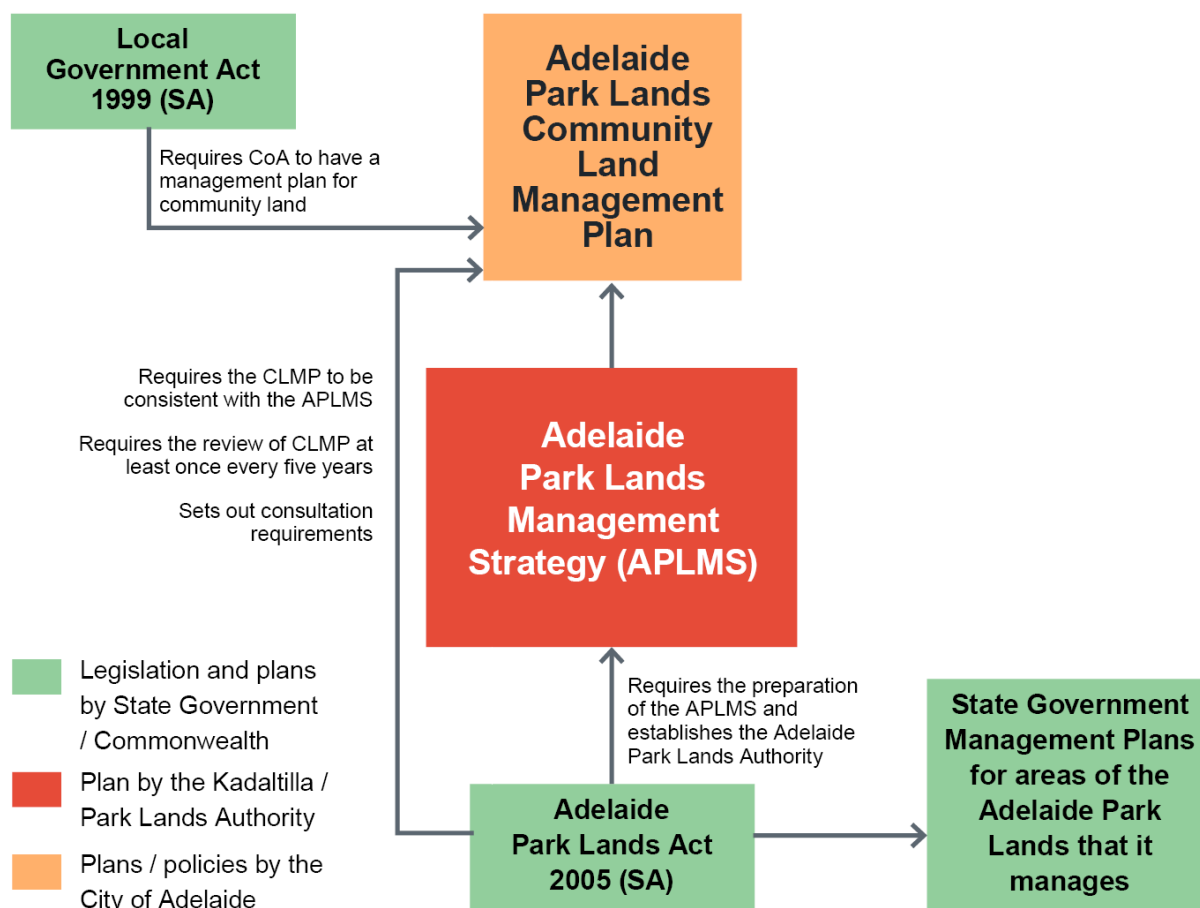 Local
Government Act
1999 (SA)
Adelaide
Park Lands
Community
Land
Management
Plan
Requires CoA to have a
management plan for
community land
Requires the CLMP to be
consistent with the APLMS
Requires the review of CLMP at
least once every five years
Sets out consultation
requirements
Adelaide
Park Lands
Management
Strategy (APLMS)
Requires the preparation
of the APLMS and
establishes the Adelaide
Park Lands Authority
Adelaide
Park Lands Act
2005 (SA)
State Government
Management Plans
for areas of the
Adelaide Park
Lands that it
manages
Legislation and plans
by State Government
/ Commonwealth
Plan by the Kadaltilla /
Park Lands Authority
Plans / policies by the
City of Adelaide